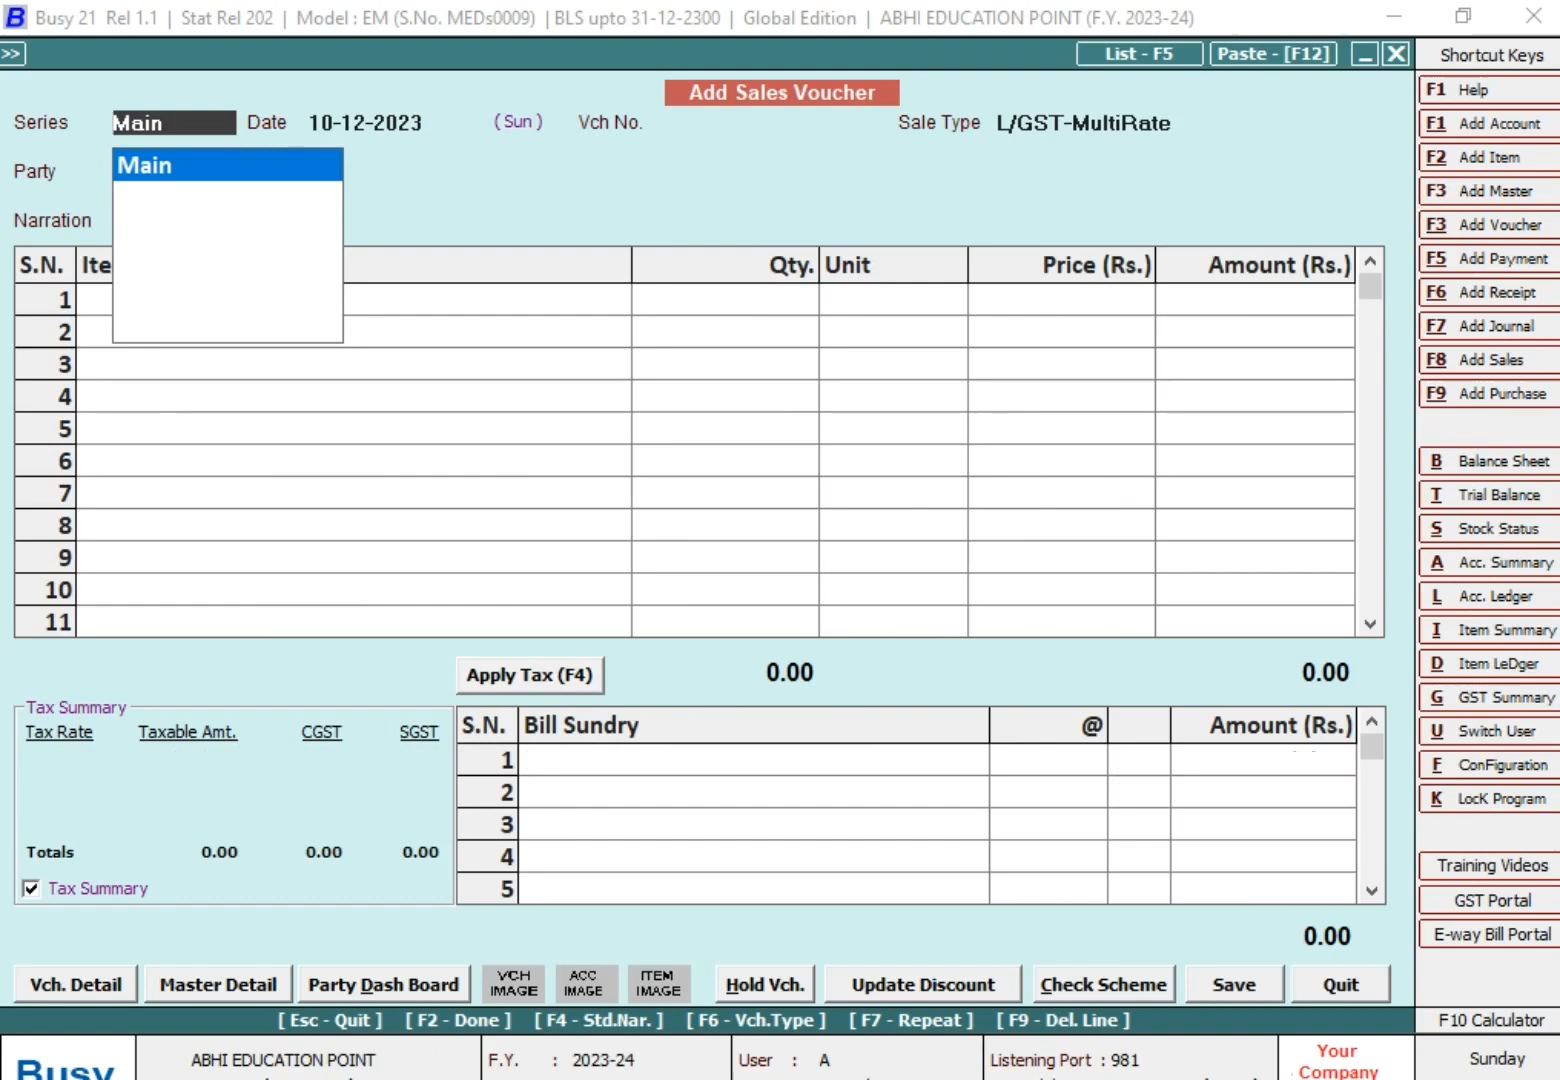 Busy 21 Rel 1.1 | Stat Rel 202 | Model : EM (S.No. MEDs0009) | BLS upto 31-12-2300 | Global Edition | ABHI EDUCATION POINT (F.Y. 2023-24)
>> List - F5 Paste - [F12] Shortcut Keys
Add Sales Voucher
Series Main Date 10-12-2023 (Sun) Vch No. Sale Type L/GST-MultiRate
Main
Party
Narration
S.N. Ite Qty. Unit Price (Rs.) Amount (Rs.)
1
2
3
4
5
6
7
8
9
10
11
Apply Tax (F4) 0.00 0.00
Tax Summary
Tax Rate Taxable Amt. CGST SGST
Totals 0.00 0.00 0.00
Tax Summary
S.N. Bill Sundry @ Amount (Rs.)
1
2
3
4
5
0.00
Vch. Detail Master Detail Party Dash Board VCH IMAGE ACC IMAGE ITEM IMAGE Hold Vch. Update Discount Check Scheme Save Quit
[ Esc - Quit ] [ F2 - Done ] [ F4 - Std.Nar. ] [ F6 - Vch.Type ] [ F7 - Repeat ] [ F9 - Del. Line ]
F1 Help
F1 Add Account
F2 Add Item
F3 Add Master
F3 Add Voucher
F5 Add Payment
F6 Add Receipt
F7 Add Journal
F8 Add Sales
F9 Add Purchase
B Balance Sheet
T Trial Balance
S Stock Status
A Acc. Summary
L Acc. Ledger
I Item Summary
D Item LeDger
G GST Summary
U Switch User
F ConFiguration
K LocK Program
Training Videos
GST Portal
E-way Bill Portal
F10 Calculator
Busy ABHI EDUCATION POINT F.Y. : 2023-24 User : A Listening Port : 981 Your Company Sunday